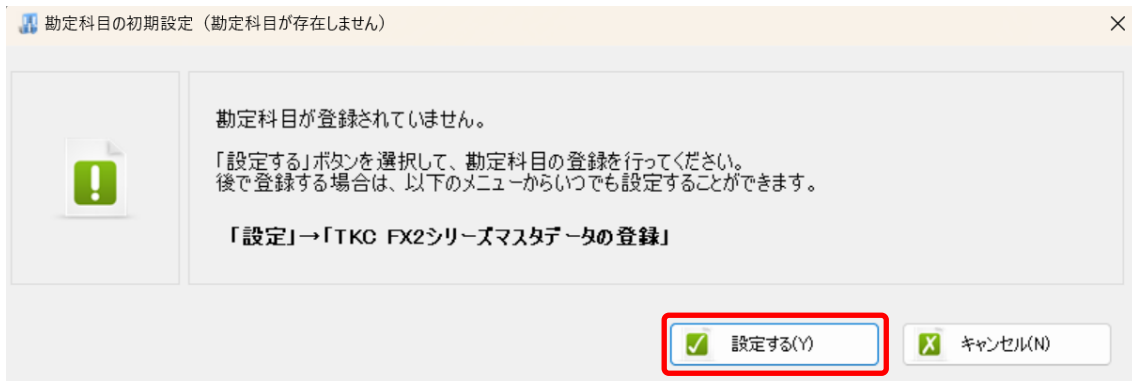 勘定科目の初期設定（勘定科目が存在しません）
勘定科目が登録されていません。
「設定する」ボタンを選択して、勘定科目の登録を行ってください。
後で登録する場合は、以下のメニューからいつでも設定することができます。
「設定」→「TKC FX2シリーズマスタデータの登録」
設定する(Y)
キャンセル(N)